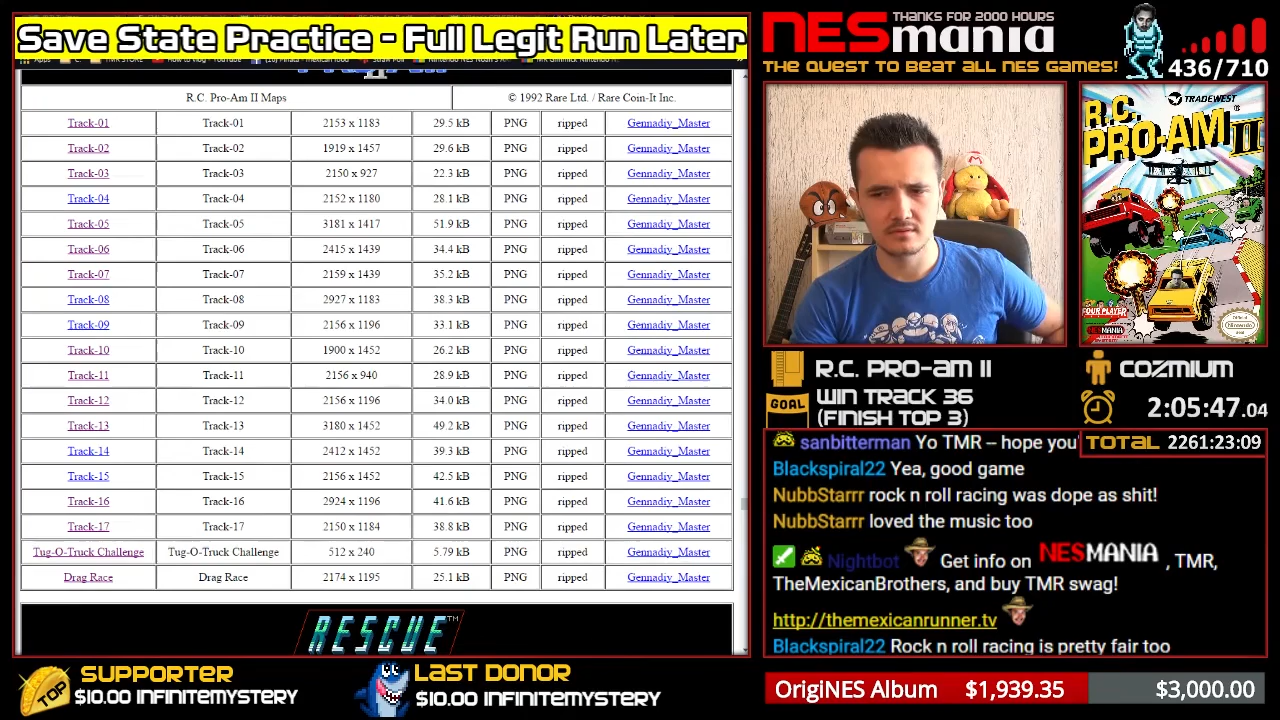 Save State Practice - Full Legit Run Later
R.C. Pro-Am II Maps © 1992 Rare Ltd. / Rare Coin-It Inc.
Track-01 Track-01 2153 x 1183 29.5 kB PNG ripped Gennadiy_Master
Track-02 Track-02 1919 x 1457 29.6 kB PNG ripped Gennadiy_Master
Track-03 Track-03 2150 x 927 22.3 kB PNG ripped Gennadiy_Master
Track-04 Track-04 2152 x 1180 28.1 kB PNG ripped Gennadiy_Master
Track-05 Track-05 3181 x 1417 51.9 kB PNG ripped Gennadiy_Master
Track-06 Track-06 2415 x 1439 34.4 kB PNG ripped Gennadiy_Master
Track-07 Track-07 2159 x 1439 35.2 kB PNG ripped Gennadiy_Master
Track-08 Track-08 2927 x 1183 38.3 kB PNG ripped Gennadiy_Master
Track-09 Track-09 2156 x 1196 33.1 kB PNG ripped Gennadiy_Master
Track-10 Track-10 1900 x 1452 26.2 kB PNG ripped Gennadiy_Master
Track-11 Track-11 2156 x 940 28.9 kB PNG ripped Gennadiy_Master
Track-12 Track-12 2156 x 1196 34.0 kB PNG ripped Gennadiy_Master
Track-13 Track-13 3180 x 1452 49.2 kB PNG ripped Gennadiy_Master
Track-14 Track-14 2412 x 1452 39.3 kB PNG ripped Gennadiy_Master
Track-15 Track-15 2156 x 1452 42.5 kB PNG ripped Gennadiy_Master
Track-16 Track-16 2924 x 1196 41.6 kB PNG ripped Gennadiy_Master
Track-17 Track-17 2150 x 1184 38.8 kB PNG ripped Gennadiy_Master
Tug-O-Truck Challenge Tug-O-Truck Challenge 512 x 240 5.79 kB PNG ripped Gennadiy_Master
Drag Race Drag Race 2174 x 1195 25.1 kB PNG ripped Gennadiy_Master
RESCUE™
TOP
SUPPORTER
$10.00 INFINITEMYSTERY
LAST DONOR
$10.00 INFINITEMYSTERY
NESmania
THANKS FOR 2000 HOURS
THE QUEST TO BEAT ALL NES GAMES!
436/710
TRADEWEST
R.C. PRO-AM II
FOUR PLAYER
R.C. PRO-AM II
GOAL
WIN TRACK 36
(FINISH TOP 3)
COZMIUM
2:05:47.04
TOTAL 2261:23:09
sanbitterman Yo TMR -- hope you'
Blackspiral22 Yea, good game
NubbStarrr rock n roll racing was dope as shit!
NubbStarrr loved the music too
Nightbot Get info on NESMANIA , TMR,
TheMexicanBrothers, and buy TMR swag!
http://themexicanrunner.tv
Blackspiral22 Rock n roll racing is pretty fair too
OrigiNES Album $1,939.35 $3,000.00